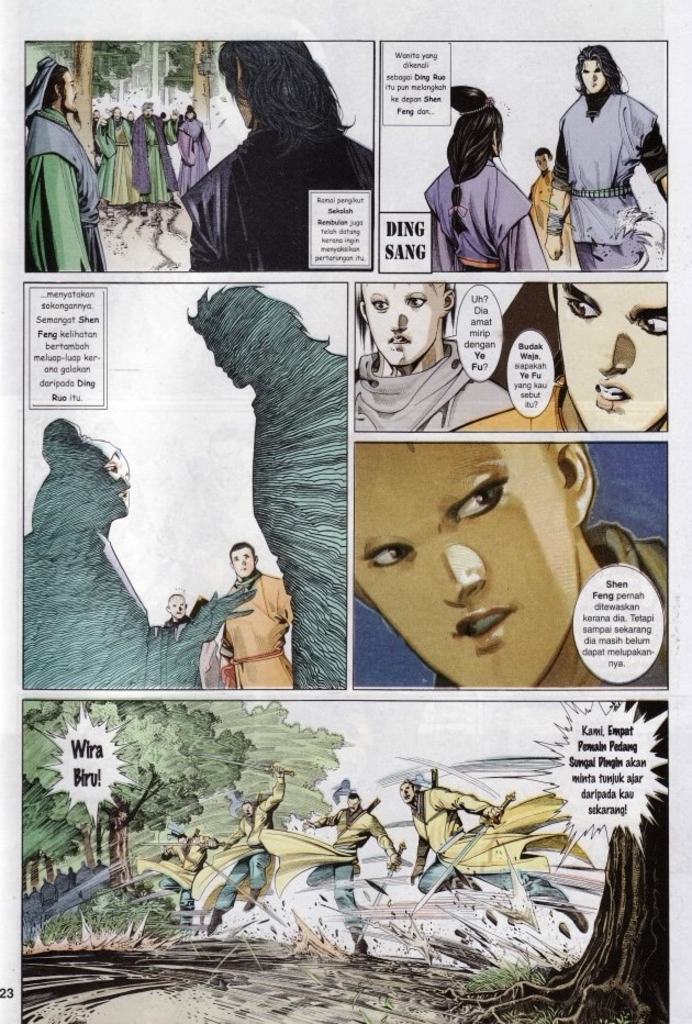 Ramai pengikut
Sekolah
Rembulan juga
telah datang
kerana ingin
menyaksikan
pertarungan itu.
Wanita yang
dikenali
sebagai Ding Ruo
itu pun melangkah
ke depan Shen
Feng dan...
DING
SANG
...menyatakan
sokongannya.
Semangat Shen
Feng kelihatan
bertambah
meluap-luap ker-
ana galakan
daripada Ding
Ruo itu.
Uh?
Dia
amat
mirip
dengan
Ye
Fu?
Budak
Waja,
siapakah
Ye Fu
yang kau
sebut
itu?
Shen
Feng pernah
ditewaskan
kerana dia. Tetapi
sampai sekarang
dia masih belum
dapat melupakan-
nya.
Wira
Biru!
Kami, Empat
Pemain Pedang
Sungai Dingin akan
minta tunjuk ajar
daripada kau
sekarang!
23